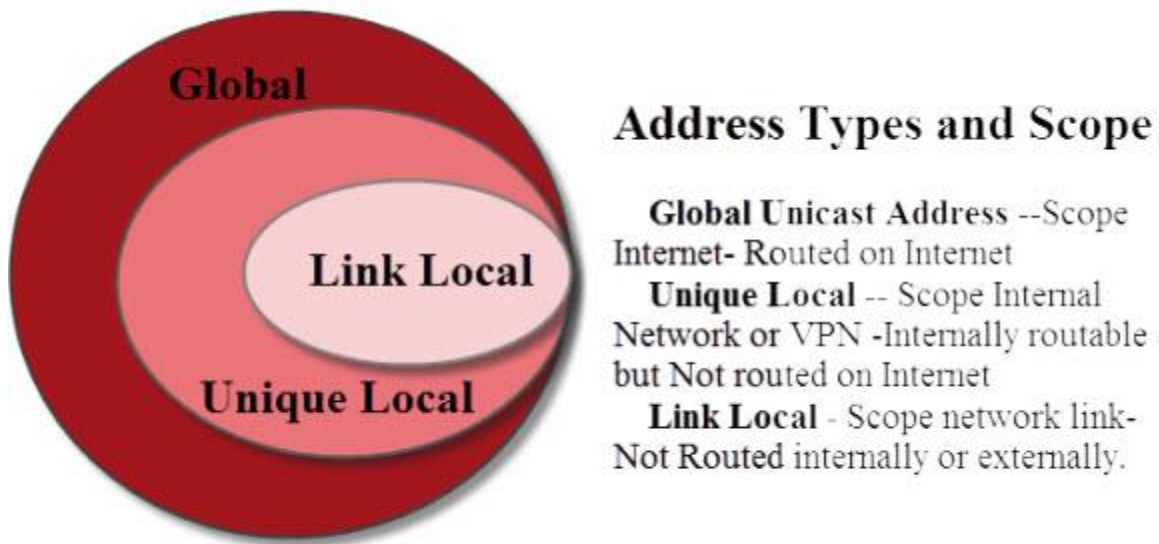 Global
Link Local
Unique Local
Address Types and Scope
Global Unicast Address --Scope
Internet- Routed on Internet
Unique Local -- Scope Internal
Network or VPN -Internally routable
but Not routed on Internet
Link Local - Scope network link-
Not Routed internally or externally.